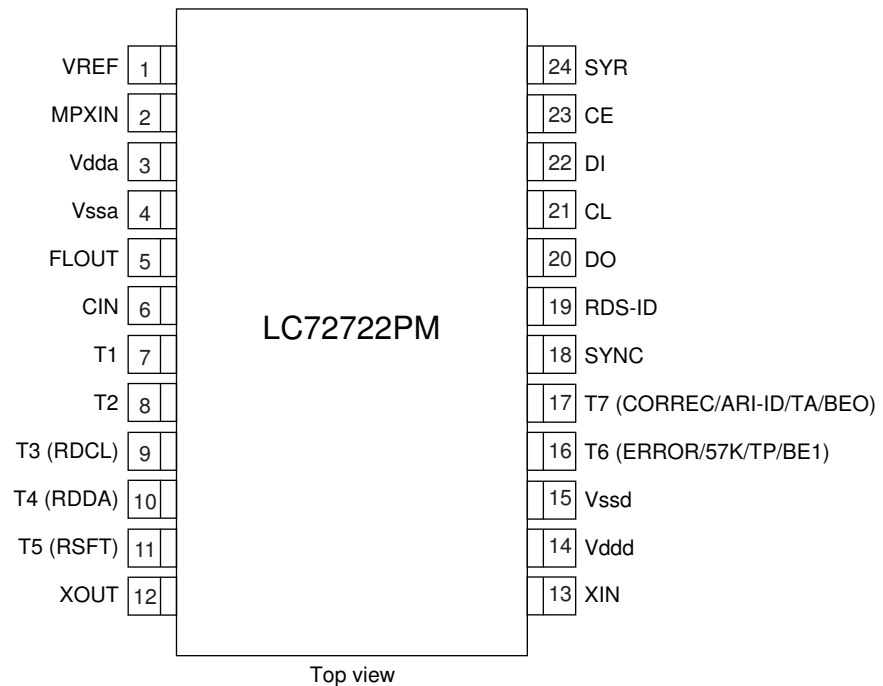 VREF 1
MPXIN 2
Vdda 3
Vssa 4
FLOUT 5
CIN 6
T1 7
T2 8
T3 (RDCL) 9
T4 (RDDA) 10
T5 (RSFT) 11
XOUT 12
LC72722PM
24 SYR
23 CE
22 DI
21 CL
20 DO
19 RDS-ID
18 SYNC
17 T7 (CORREC/ARI-ID/TA/BEO)
16 T6 (ERROR/57K/TP/BE1)
15 Vssd
14 Vddd
13 XIN
Top view